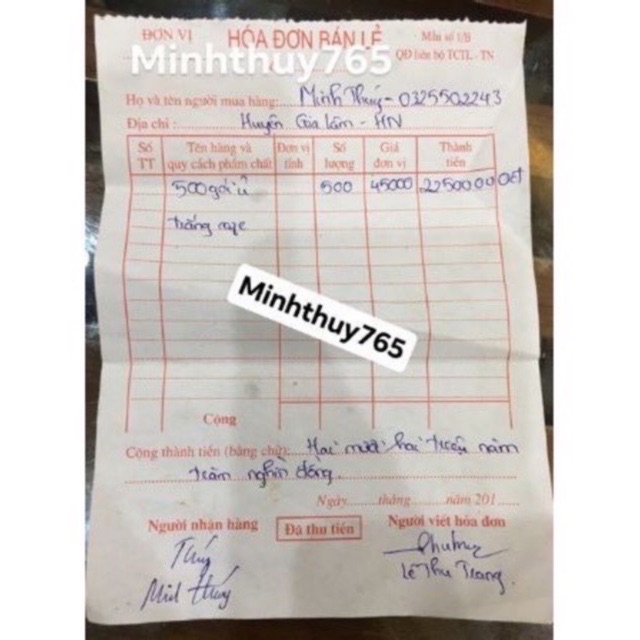 ĐƠN VỊ HÓA ĐƠN BÁN LẺ Mẫu số 1/B
Minhthuy765 QĐ liên bộ TCTL - TN
Họ và tên người mua hàng: Minh Thúy - 0325502243
Địa chỉ : Huyện Gia Lâm - HN
Số TT Tên hàng và quy cách phẩm chất Đơn vị tính Số lượng Giá đơn vị Thành tiền
500 gói ủ 500 45000 22500000
trắng
Minhthuy765
Cộng
Cộng thành tiền (bằng chữ): Hai mươi hai triệu năm
trăm nghìn đồng.
Ngày tháng năm 201
Người nhận hàng Đã thu tiền Người viết hóa đơn
Thúy
Minh Thúy Lê Thu Trang